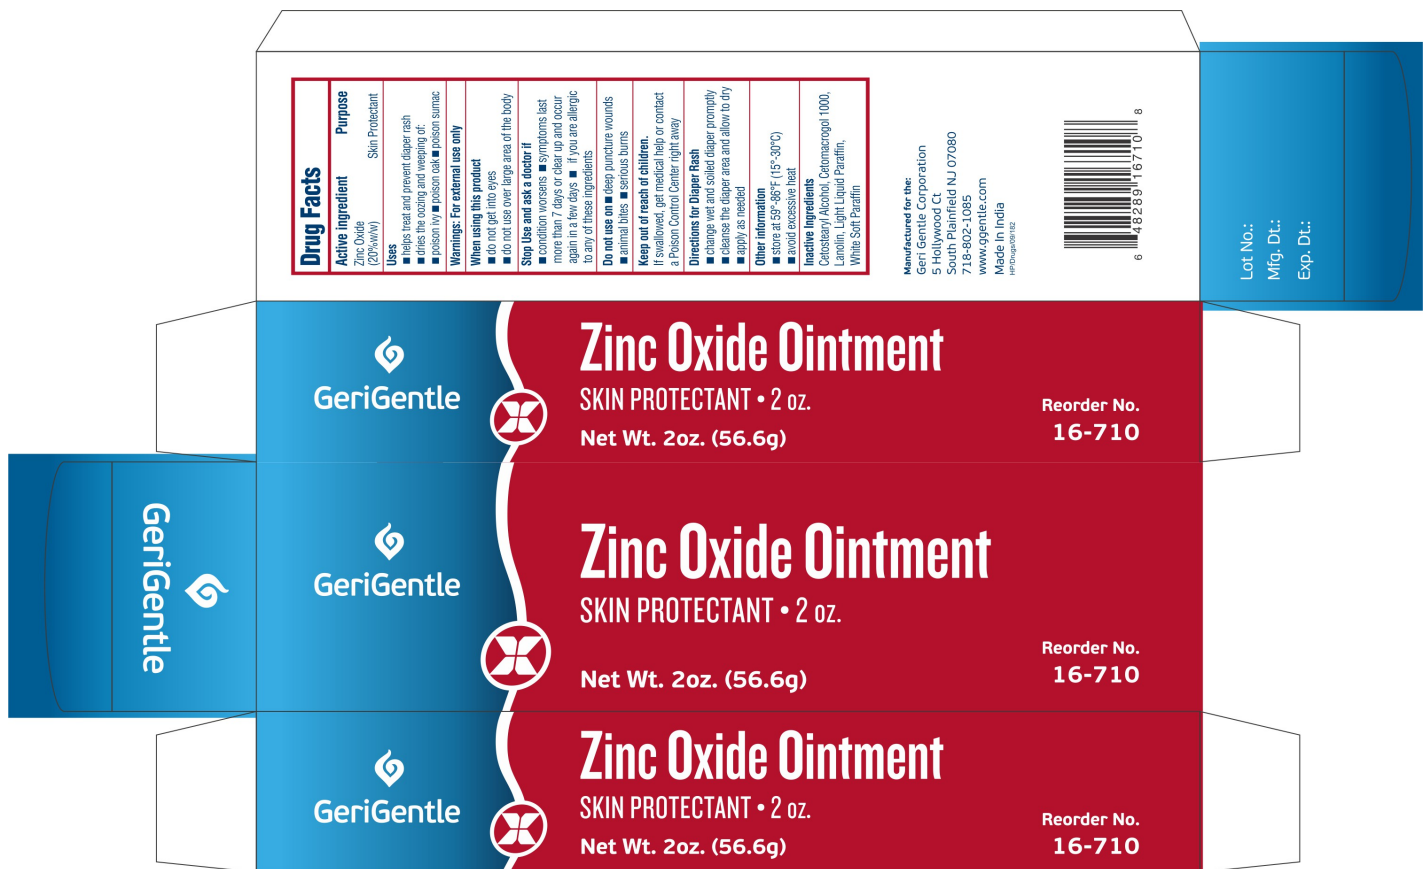 Drug Facts
Active ingredient Purpose
Zinc Oxide
(20%w/w) Skin Protectant
Uses
■ helps treat and prevent diaper rash
■ dries the oozing and weeping of:
■ poison ivy ■ poison oak ■ poison sumac
Warnings: For external use only
When using this product
■ do not get into eyes
■ do not use over large area of the body
Stop Use and ask a doctor if
■ condition worsens ■ symptoms last
more than 7 days or clear up and occur
again in a few days ■ if you are allergic
to any of these ingredients
Do not use on ■ deep puncture wounds
■ animal bites ■ serious burns
Keep out of reach of children.
If swallowed, get medical help or contact
a Poison Control Center right away
Directions for Diaper Rash
■ change wet and soiled diaper promptly
■ cleanse the diaper area and allow to dry
■ apply as needed
Other information
■ store at 59°-86°F (15°-30°C)
■ avoid excessive heat
Inactive Ingredients
Cetostearyl Alcohol, Cetomacrogol 1000,
Lanolin, Light Liquid Paraffin,
White Soft Paraffin
Manufactured for the:
Geri Gentle Corporation
5 Hollywood Ct
South Plainfield NJ 07080
718-802-1085
www.ggentle.com
Made In India
HP/Drugs/09/182
6 48289 16710 8
Lot No.:
Mfg. Dt.:
Exp. Dt.:
GeriGentle
Zinc Oxide Ointment
SKIN PROTECTANT • 2 oz.
Net Wt. 2oz. (56.6g)
Reorder No.
16-710
GeriGentle
GeriGentle
Zinc Oxide Ointment
SKIN PROTECTANT • 2 oz.
Net Wt. 2oz. (56.6g)
Reorder No.
16-710
GeriGentle
Zinc Oxide Ointment
SKIN PROTECTANT • 2 oz.
Net Wt. 2oz. (56.6g)
Reorder No.
16-710